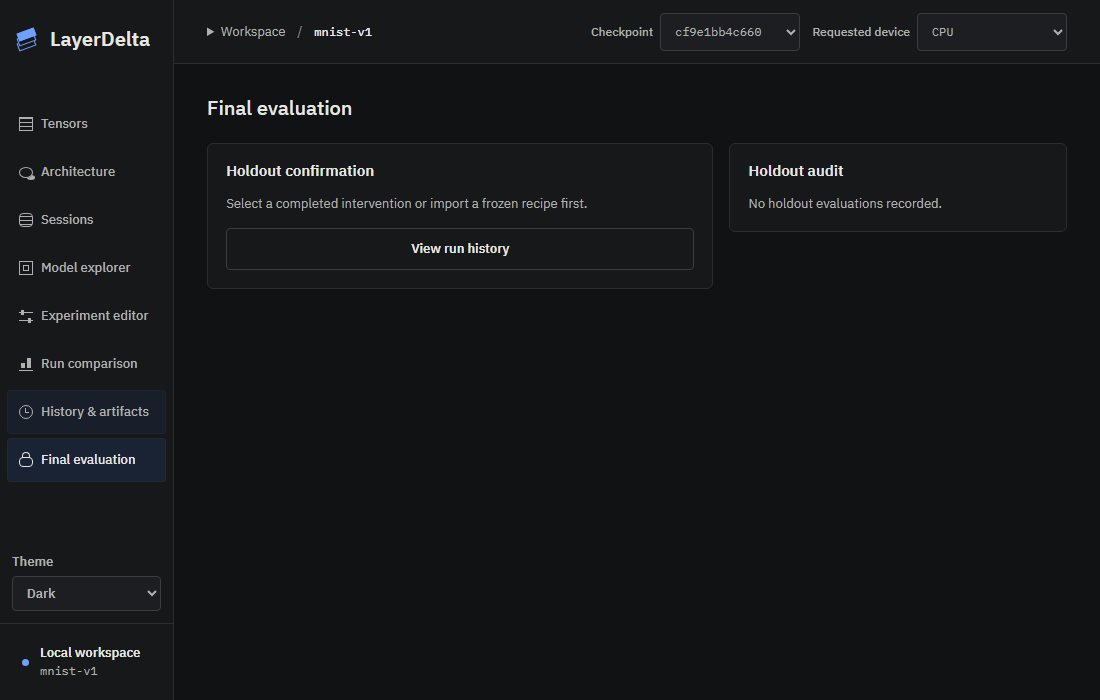 LayerDelta
Workspace / mnist-v1
Checkpoint
cf9e1bb4c660
Requested device
CPU
Tensors
Architecture
Sessions
Model explorer
Experiment editor
Run comparison
History & artifacts
Final evaluation
Theme
Dark
Local workspace
mnist-v1
Final evaluation
Holdout confirmation
Select a completed intervention or import a frozen recipe first.
View run history
Holdout audit
No holdout evaluations recorded.